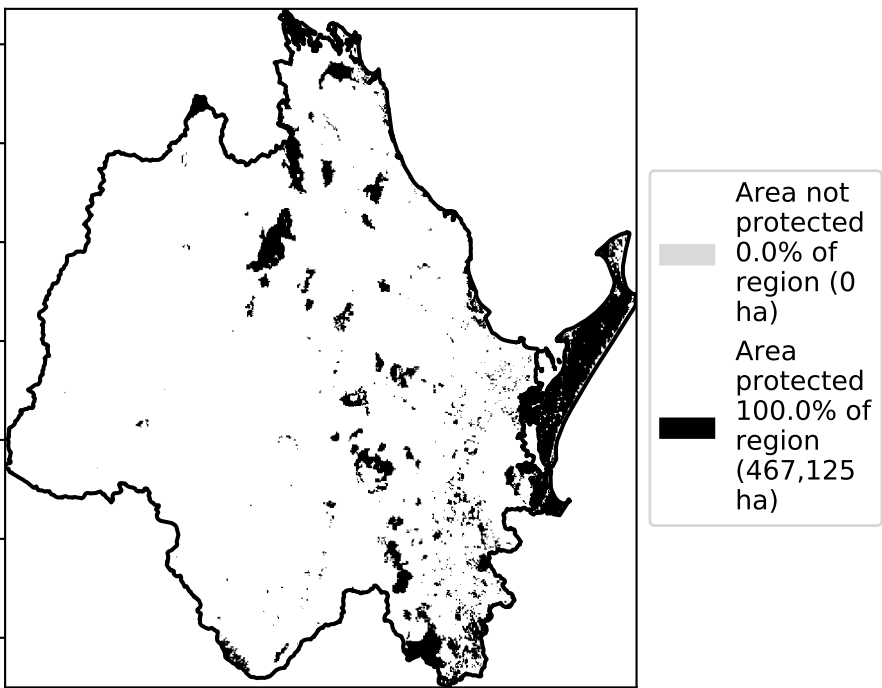 Area not
protected
0.0% of
region (0
ha)
Area
protected
100.0% of
region
(467,125
ha)